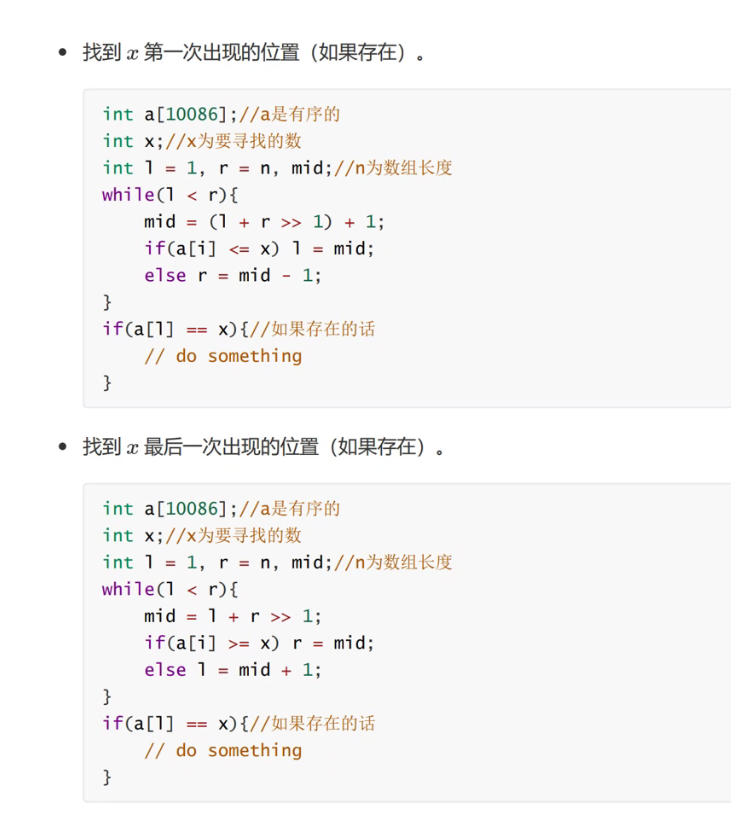 找到 x 第一次出现的位置（如果存在）。
int a[10086];//a是有序的
int x;//x为要寻找的数
int l = 1, r = n, mid;//n为数组长度
while(l < r){
    mid = (l + r >> 1) + 1;
    if(a[i] <= x) l = mid;
    else r = mid - 1;
}
if(a[l] == x){//如果存在的话
    // do something
}
找到 x 最后一次出现的位置（如果存在）。
int a[10086];//a是有序的
int x;//x为要寻找的数
int l = 1, r = n, mid;//n为数组长度
while(l < r){
    mid = l + r >> 1;
    if(a[i] >= x) r = mid;
    else l = mid + 1;
}
if(a[l] == x){//如果存在的话
    // do something
}